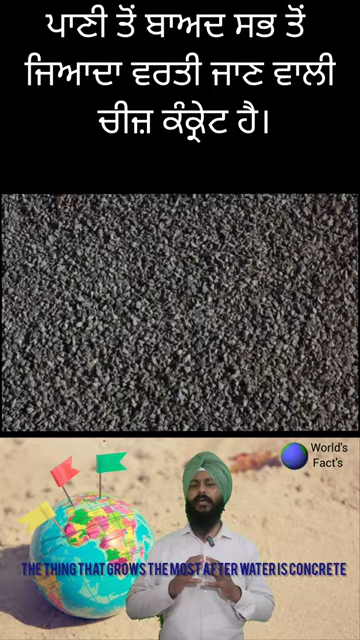 ਪਾਣੀ ਤੋਂ ਬਾਅਦ ਸਭ ਤੋਂ
ਜਿਆਦਾ ਵਰਤੀ ਜਾਣ ਵਾਲੀ
ਚੀਜ਼ ਕੰਕ੍ਰੇਟ ਹੈ।
World's
Fact's
THE THING THAT GROWS THE MOST AFTER WATER IS CONCRETE